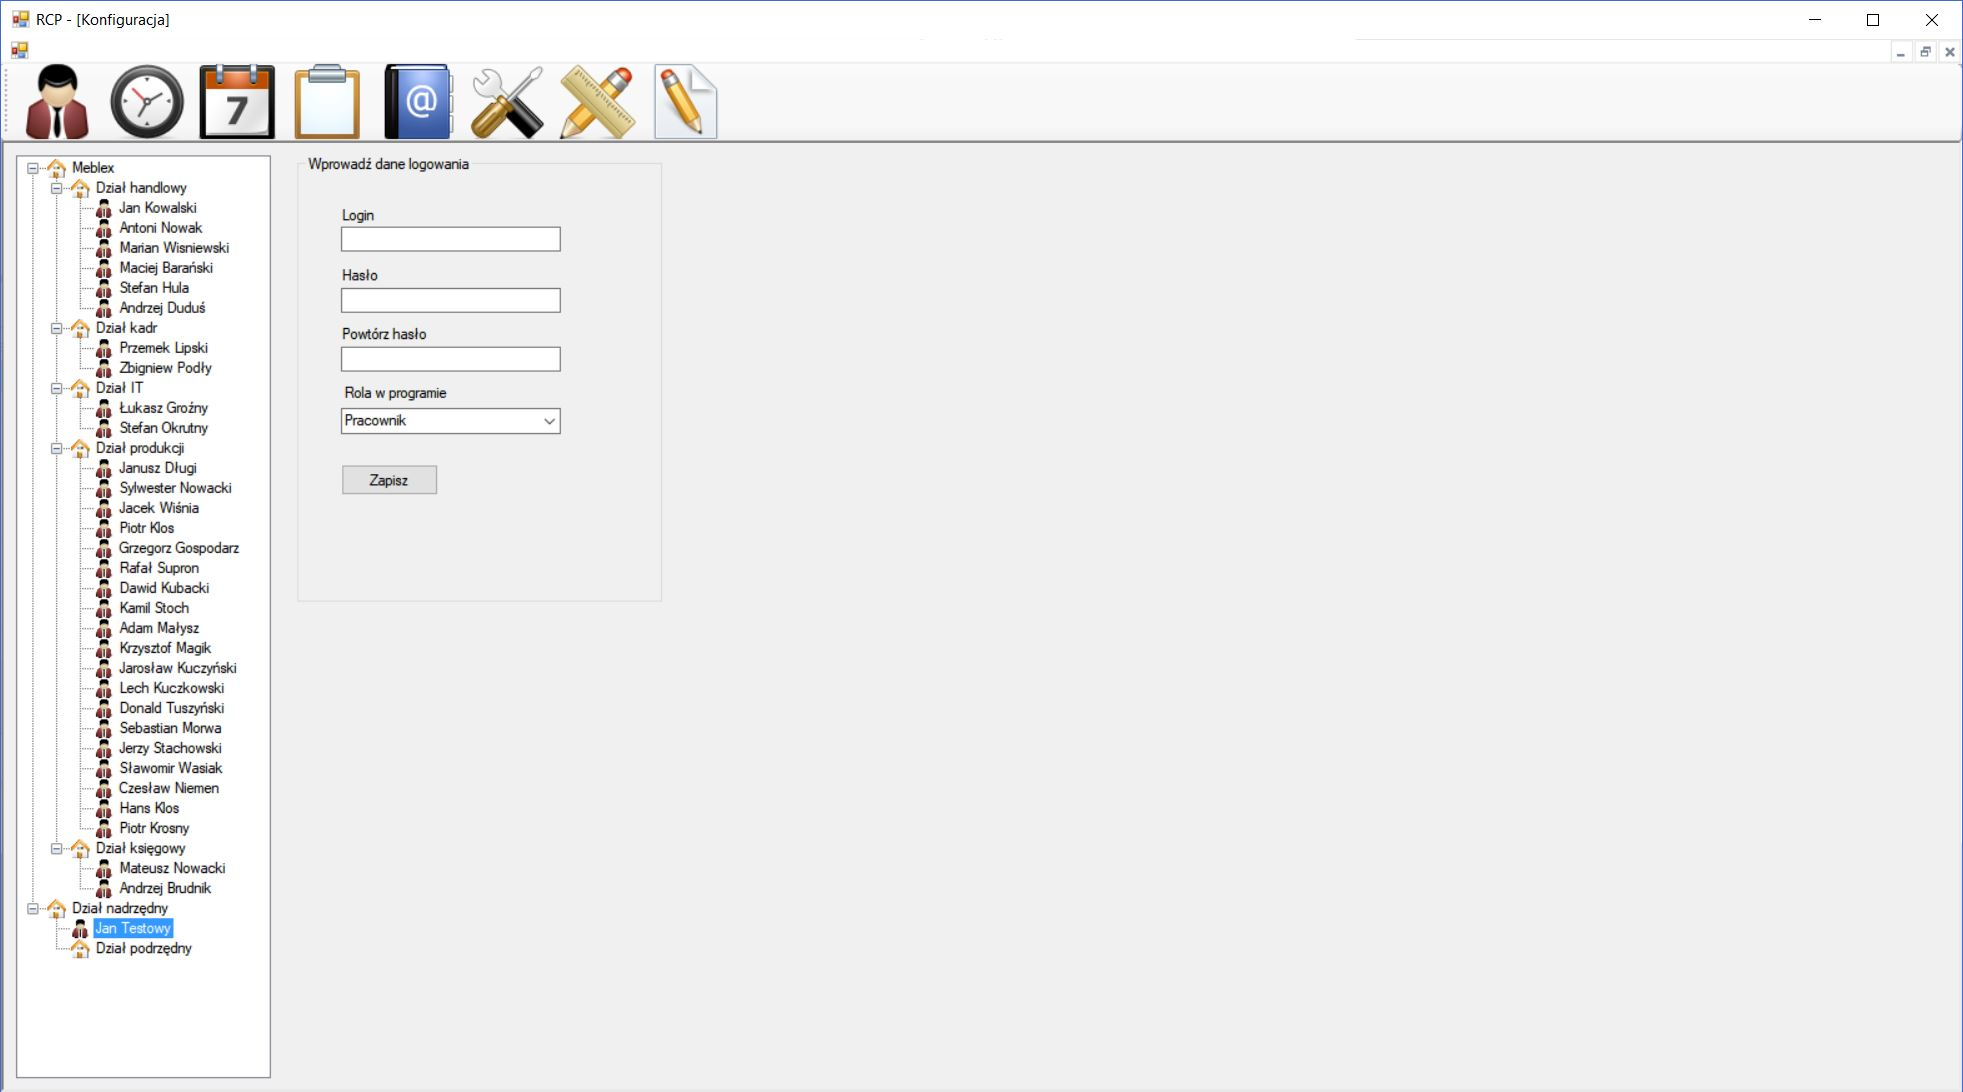 RCP - [Konfiguracja]
7
@
Meblex
Dział handlowy
Jan Kowalski
Antoni Nowak
Marian Wisniewski
Maciej Barański
Stefan Hula
Andrzej Duduś
Dział kadr
Przemek Lipski
Zbigniew Podły
Dział IT
Łukasz Groźny
Stefan Okrutny
Dział produkcji
Janusz Długi
Sylwester Nowacki
Jacek Wiśnia
Piotr Klos
Grzegorz Gospodarz
Rafał Supron
Dawid Kubacki
Kamil Stoch
Adam Małysz
Krzysztof Magik
Jarosław Kuczyński
Lech Kuczkowski
Donald Tuszyński
Sebastian Morwa
Jerzy Stachowski
Sławomir Wasiak
Czesław Niemen
Hans Klos
Piotr Krosny
Dział księgowy
Mateusz Nowacki
Andrzej Brudnik
Dział nadrzędny
Jan Testowy
Dział podrzędny
Wprowadź dane logowania
Login
Hasło
Powtórz hasło
Rola w programie
Pracownik
Zapisz